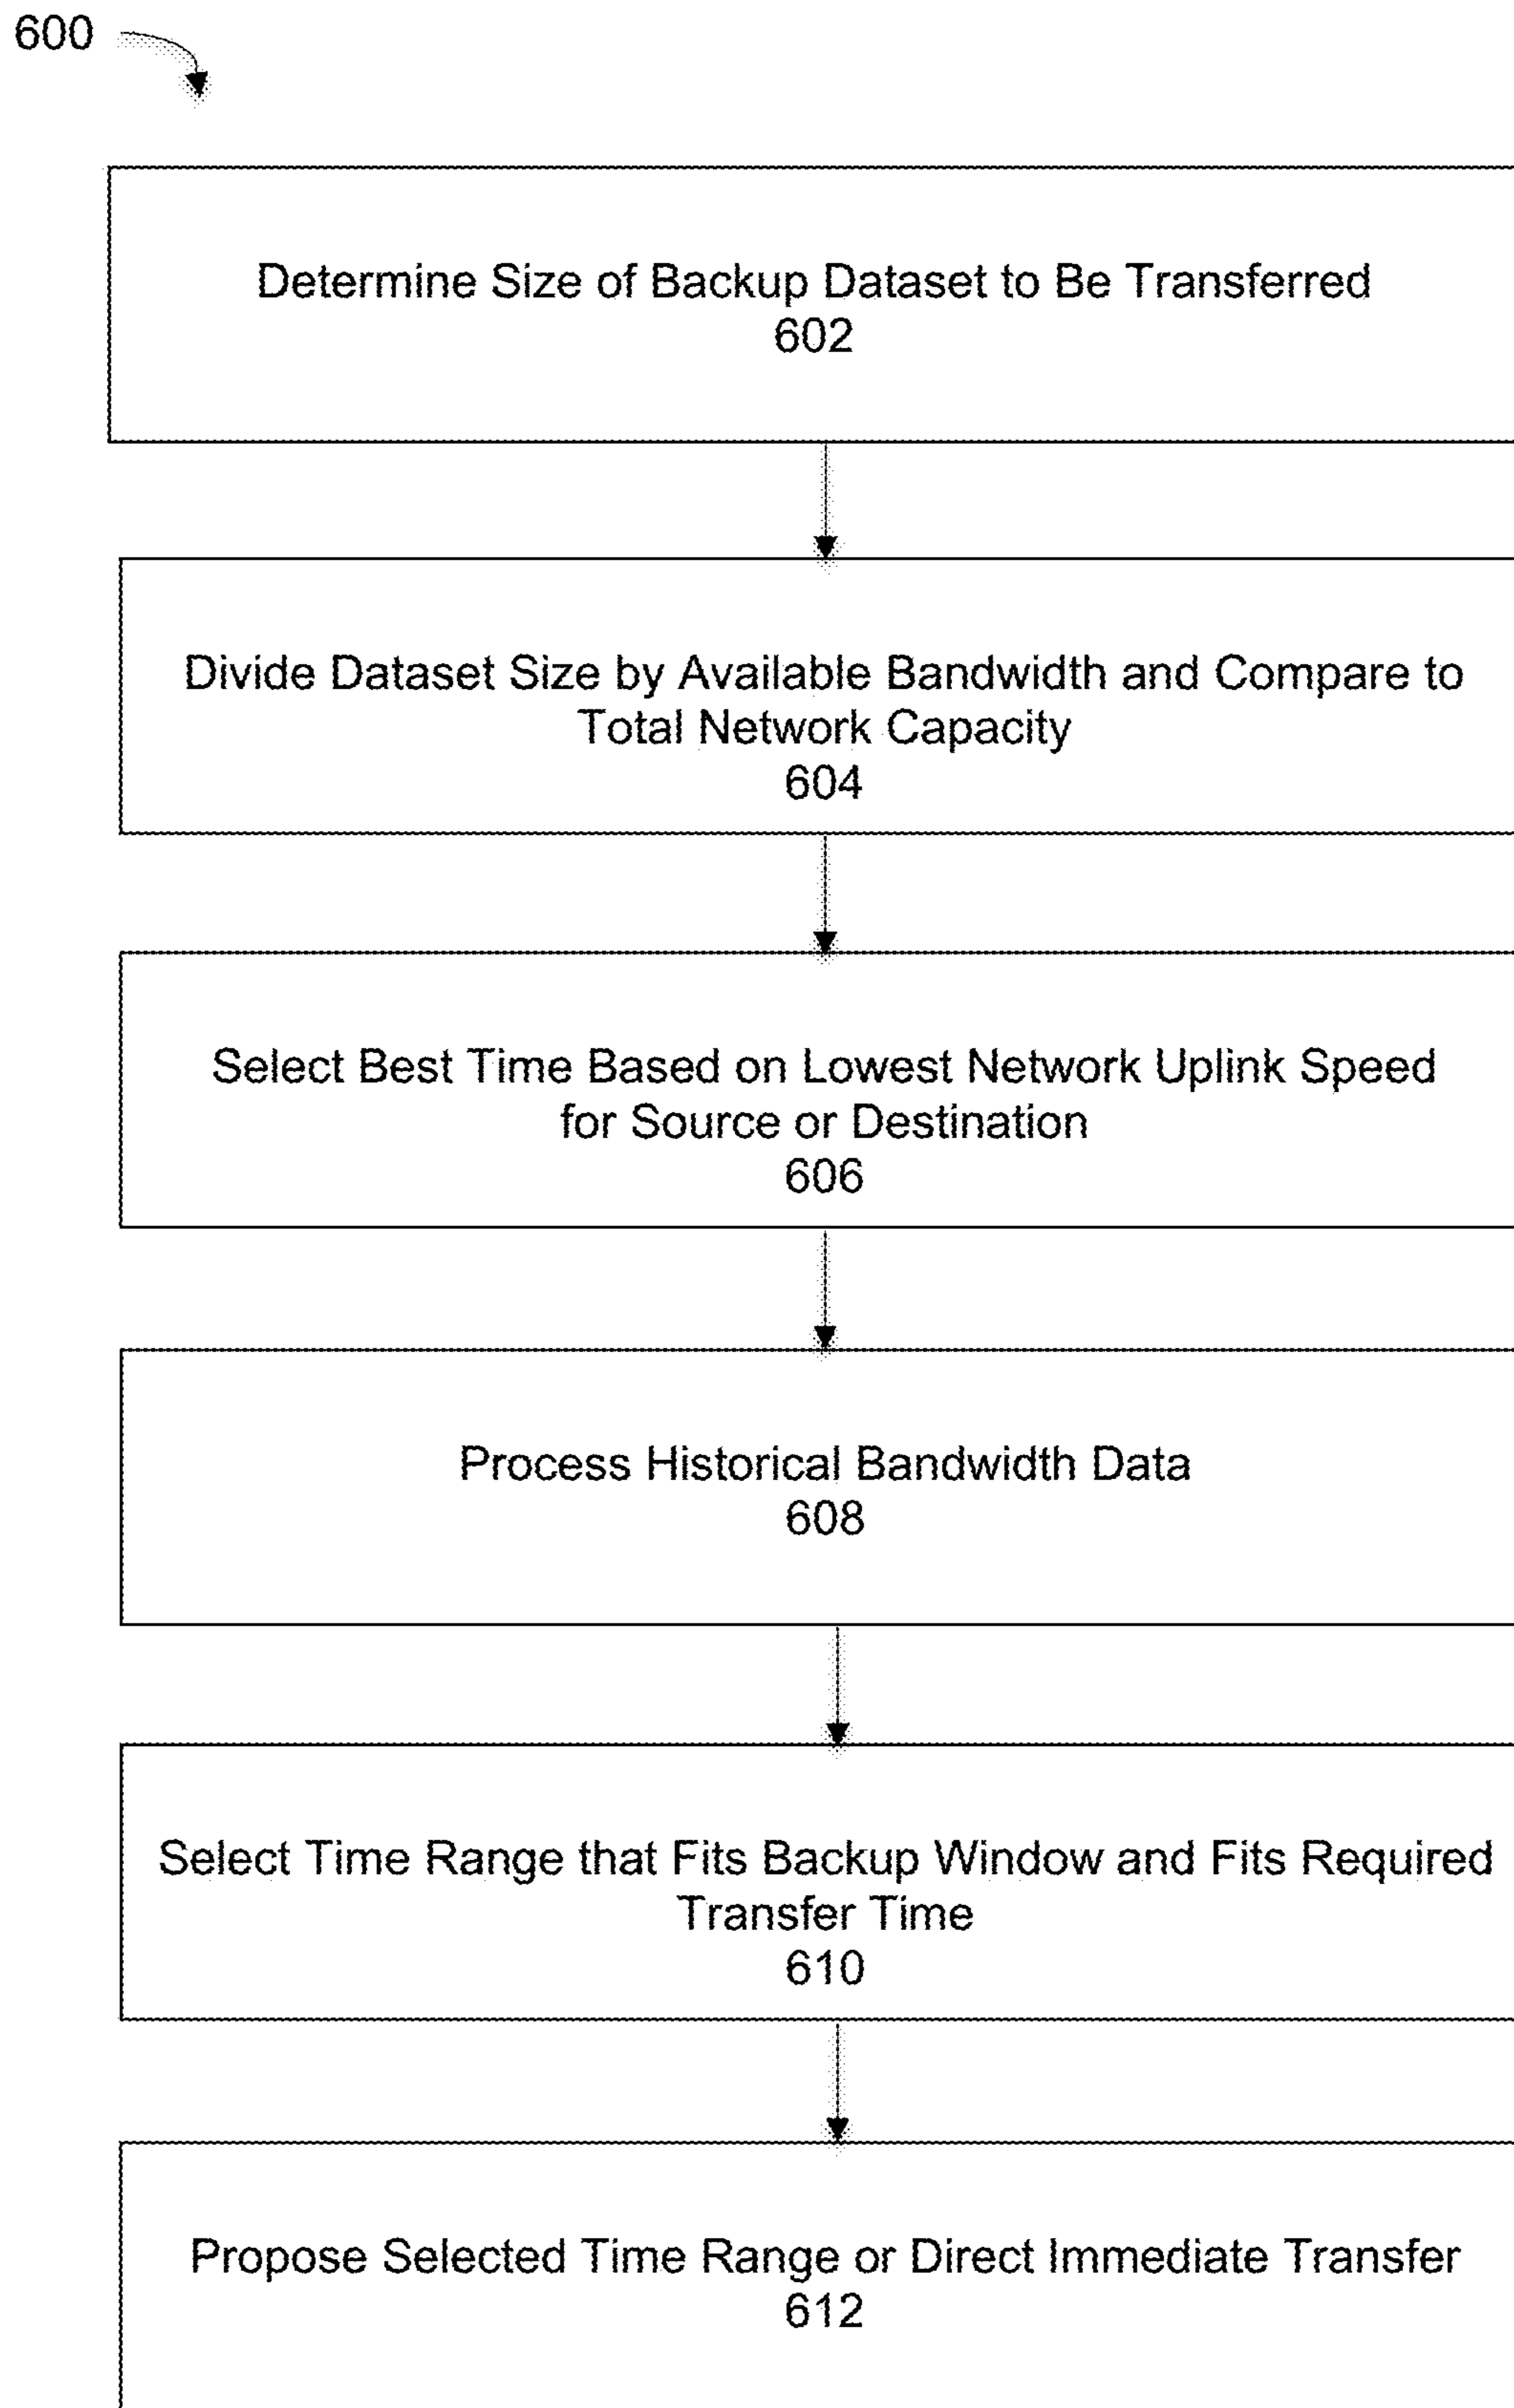 600
Determine Size of Backup Dataset to Be Transferred
602
Divide Dataset Size by Available Bandwidth and Compare to
Total Network Capacity
604
Select Best Time Based on Lowest Network Uplink Speed
for Source or Destination
606
Process Historical Bandwidth Data
608
Select Time Range that Fits Backup Window and Fits Required
Transfer Time
610
Propose Selected Time Range or Direct Immediate Transfer
612